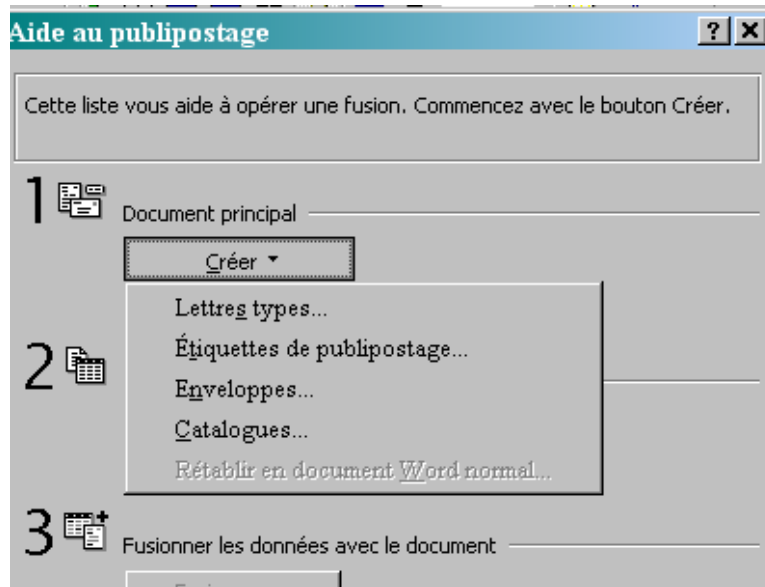 Aide au publipostage
Cette liste vous aide à opérer une fusion. Commencez avec le bouton Créer.
1
Document principal
Créer
Lettres types...
Étiquettes de publipostage...
2
Enveloppes...
Catalogues...
Rétablir en document Word normal...
3
Fusionner les données avec le document